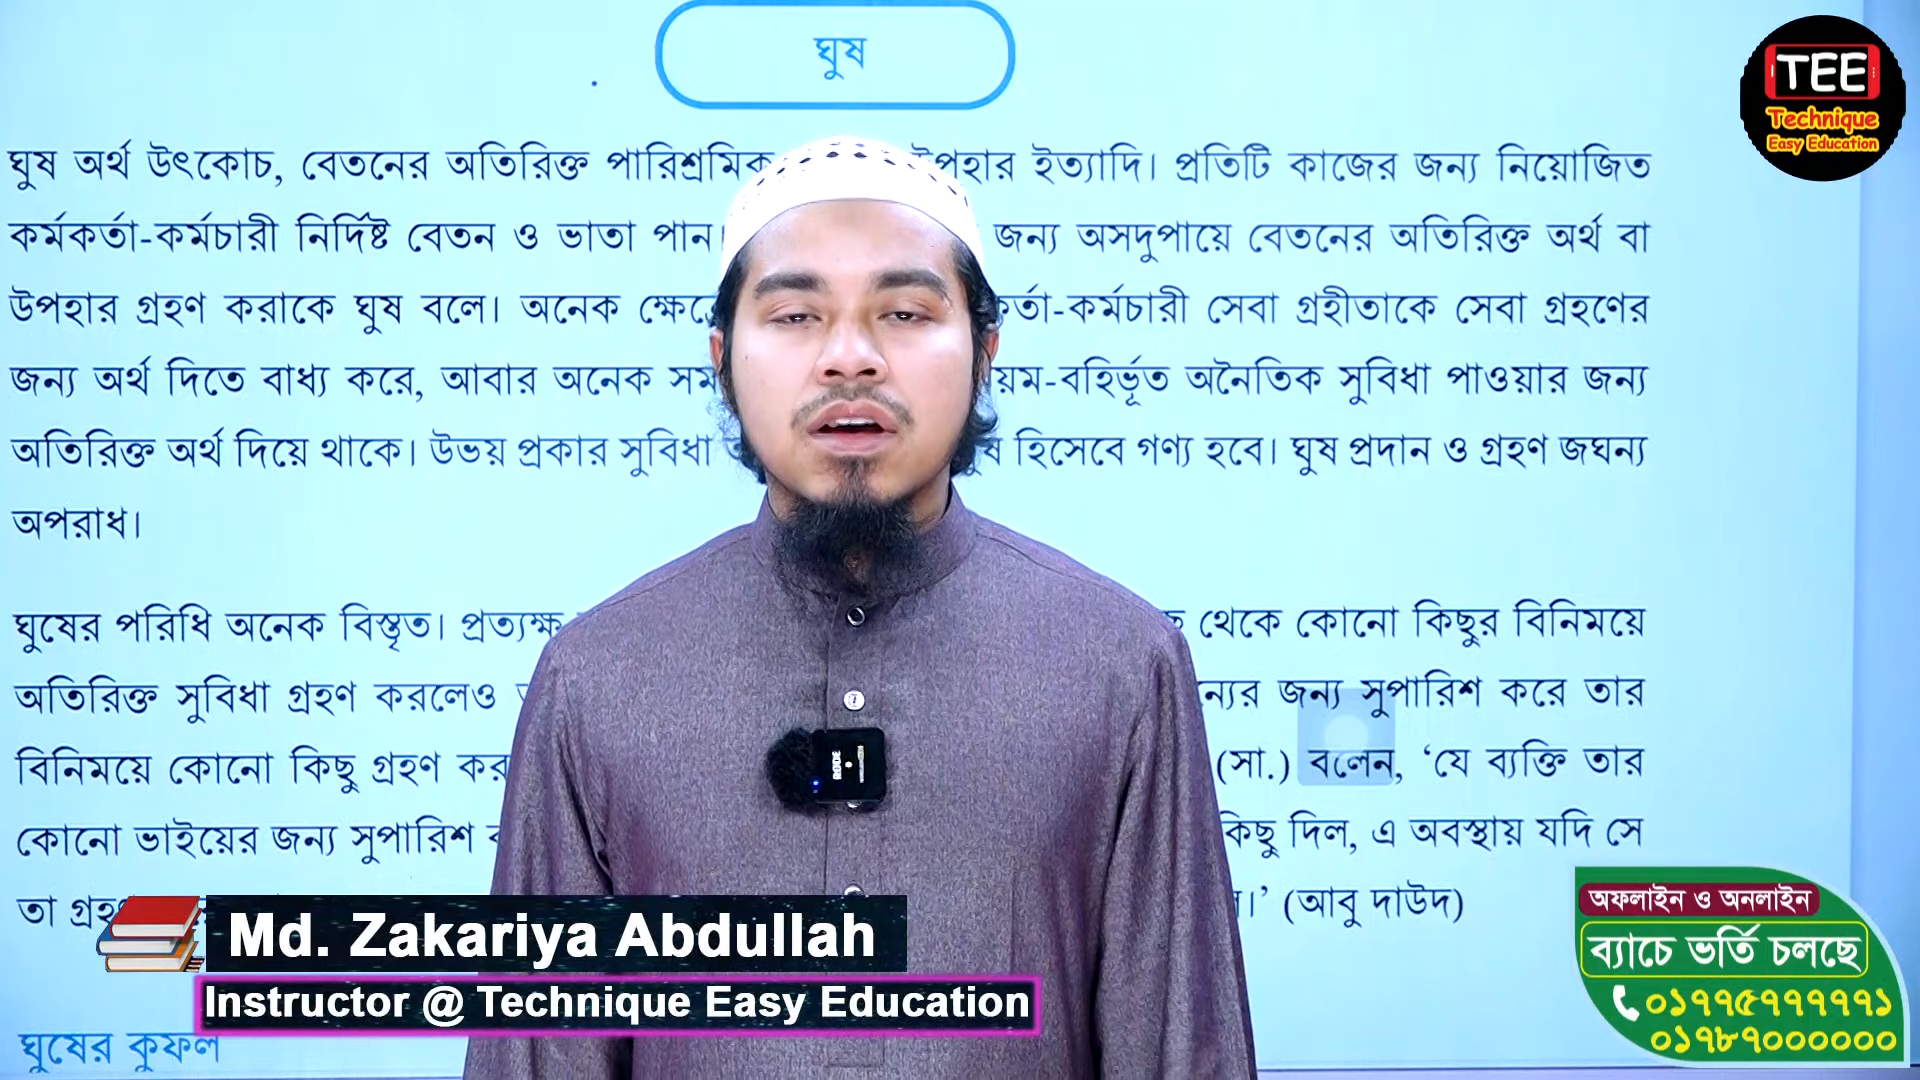 ঘুষ
TEE
Technique
Easy Education
ঘুষ অর্থ উৎকোচ, বেতনের অতিরিক্ত পারিশ্রমিক উপহার ইত্যাদি। প্রতিটি কাজের জন্য নিয়োজিত
কর্মকর্তা-কর্মচারী নির্দিষ্ট বেতন ও ভাতা পান। জন্য অসদুপায়ে বেতনের অতিরিক্ত অর্থ বা
উপহার গ্রহণ করাকে ঘুষ বলে। অনেক র্তা-কর্মচারী সেবা গ্রহীতাকে সেবা গ্রহণের
জন্য অর্থ দিতে বাধ্য করে, আবার অনেক সম য়ম-বহির্ভূত অনৈতিক সুবিধা পাওয়ার জন্য
অতিরিক্ত অর্থ দিয়ে থাকে। উভয় প্রকার সুবিধা হিসেবে গণ্য হবে। ঘুষ প্রদান ও গ্রহণ জঘন্য
অপরাধ।
ঘুষের পরিধি অনেক বিস্তৃত। প্রত্যক্ষ থেকে কোনো কিছুর বিনিময়ে
অতিরিক্ত সুবিধা গ্রহণ করলেও ন্যের জন্য সুপারিশ করে তার
বিনিময়ে কোনো কিছু গ্রহণ কর (সা.) বলেন, ‘যে ব্যক্তি তার
কোনো ভাইয়ের জন্য সুপারিশ কিছু দিল, এ অবস্থায় যদি সে
তা গ্রহ ।’ (আবু দাউদ)
ঘুষের কুফল
Md. Zakariya Abdullah
Instructor @ Technique Easy Education
অফলাইন ও অনলাইন
ব্যাচে ভর্তি চলছে
০১৭৭৫৭৭৭৭৭১
০১৭৮৭০০০০০০